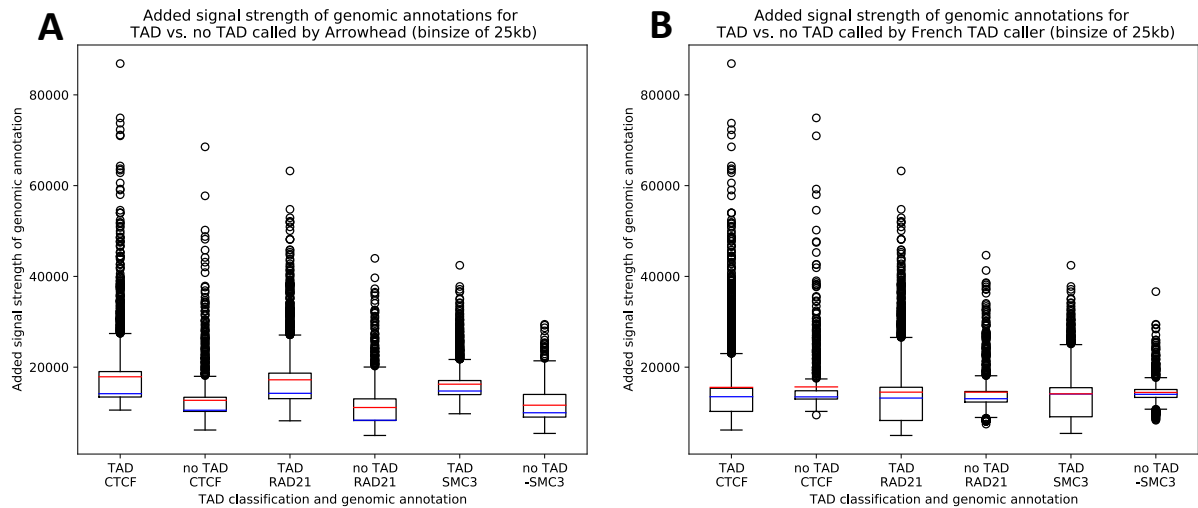 A
Added signal strength of genomic annotations for
TAD vs. no TAD called by Arrowhead (binsize of 25kb)
Added signal strength of genomic annotation
80000
60000
40000
20000
TAD CTCF
no TAD CTCF
TAD RAD21
no TAD RAD21
TAD SMC3
no TAD -SMC3
TAD classification and genomic annotation
B
Added signal strength of genomic annotations for
TAD vs. no TAD called by French TAD caller (binsize of 25kb)
Added signal strength of genomic annotation
80000
60000
40000
20000
TAD CTCF
no TAD CTCF
TAD RAD21
no TAD RAD21
TAD SMC3
no TAD -SMC3
TAD classification and genomic annotation